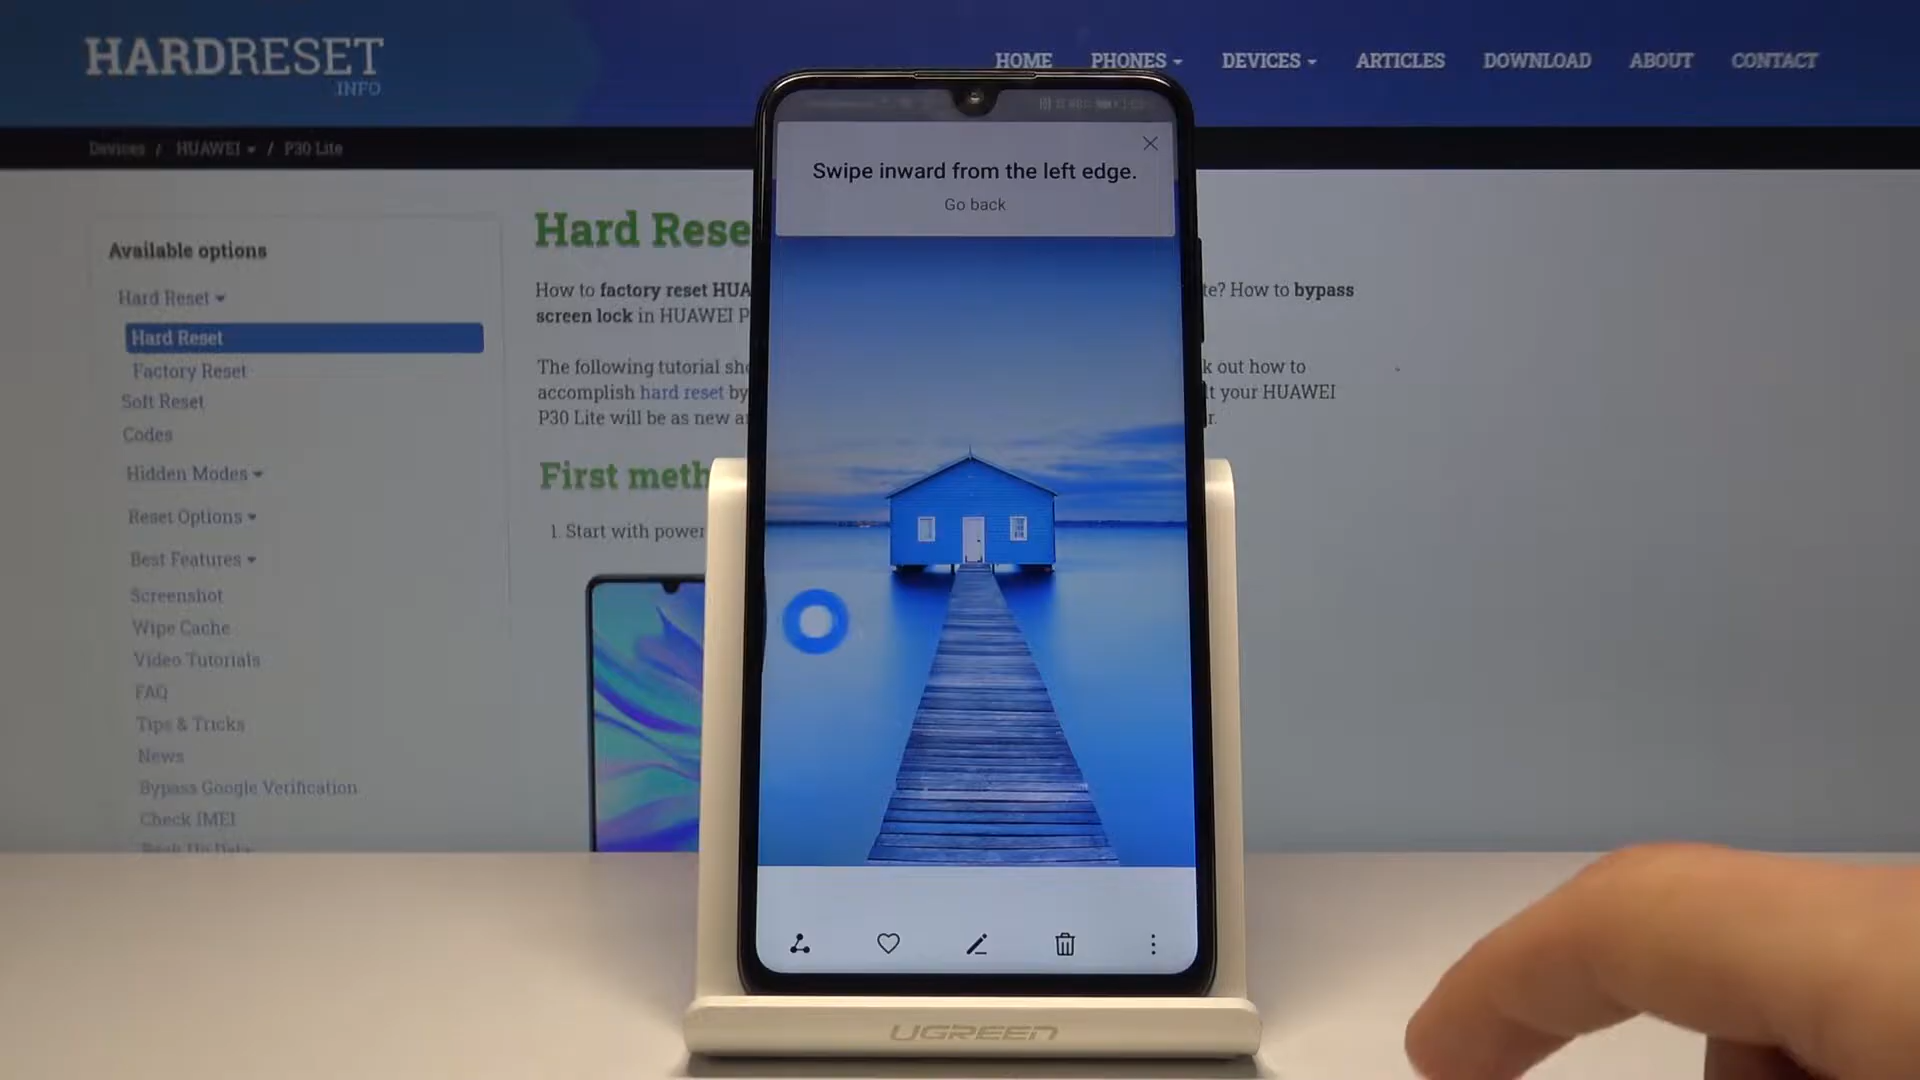 HARDRESET
INFO
HOME PHONES DEVICES ARTICLES DOWNLOAD ABOUT CONTACT
Devices / HUAWEI / P30 Lite
Available options
Hard Reset
Hard Reset
Factory Reset
Soft Reset
Codes
Hidden Modes
Reset Options
Best Features
Screenshot
Wipe Cache
Video Tutorials
FAQ
Tips & Tricks
News
Bypass Google Verification
Check IMEI
Hard Rese
How to factory reset HUA te? How to bypass
screen lock in HUAWEI P
The following tutorial sh k out how to
accomplish hard reset by t your HUAWEI
P30 Lite will be as new a r.
First meth
1. Start with power
Swipe inward from the left edge.
Go back
UGREEN